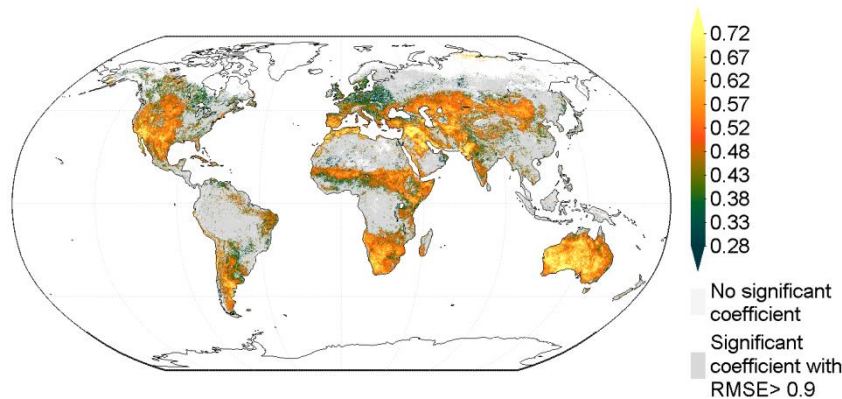 0.72
0.67
0.62
0.57
0.52
0.48
0.43
0.38
0.33
0.28
No significant
coefficient
Significant
coefficient with
RMSE> 0.9